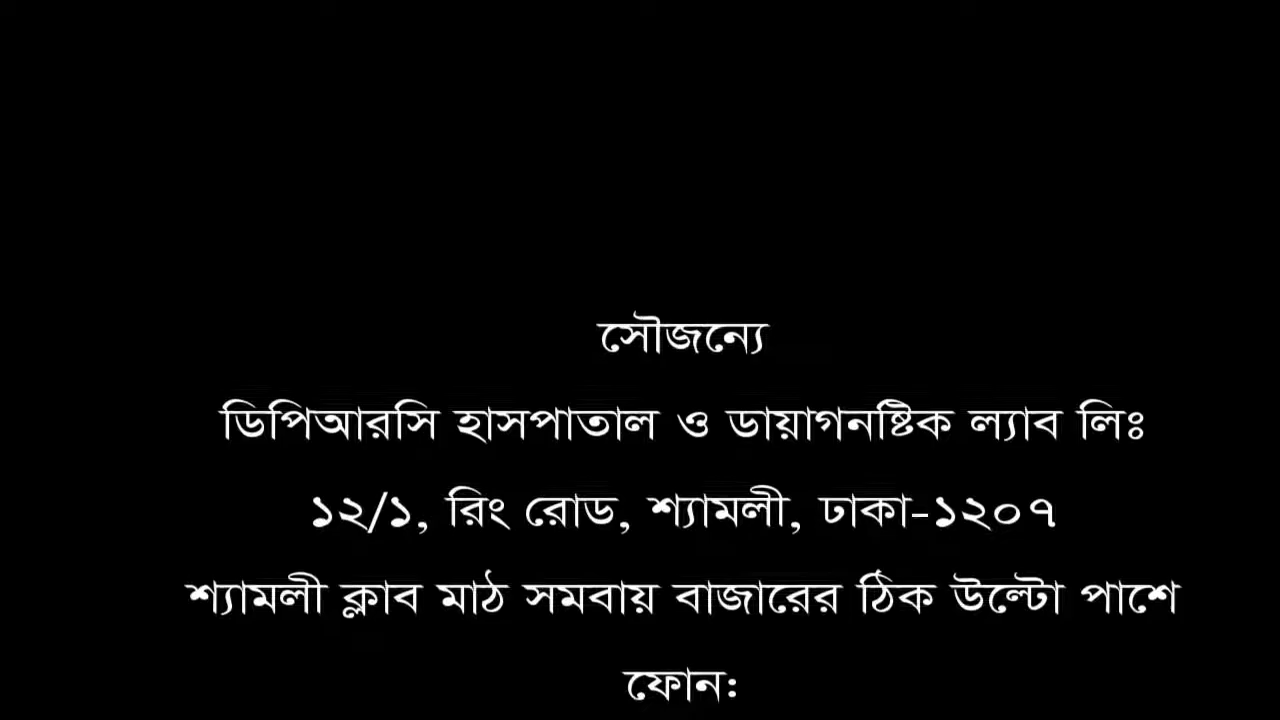 সৌজন্যে
ডিপিআরসি হাসপাতাল ও ডায়াগনষ্টিক ল্যাব লিঃ
১২/১, রিং রোড, শ্যামলী, ঢাকা-১২০৭
শ্যামলী ক্লাব মাঠ সমবায় বাজারের ঠিক উল্টো পাশে
ফোন: